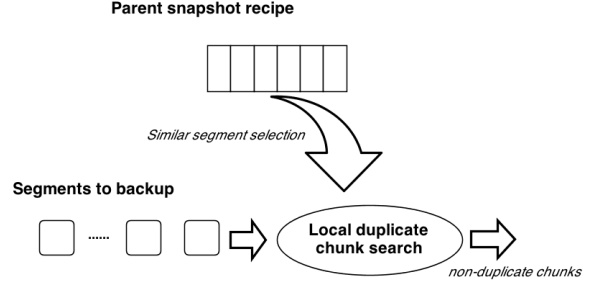 Parent snapshot recipe
Similar segment selection
Segments to backup
......
Local duplicate
chunk search
non-duplicate chunks